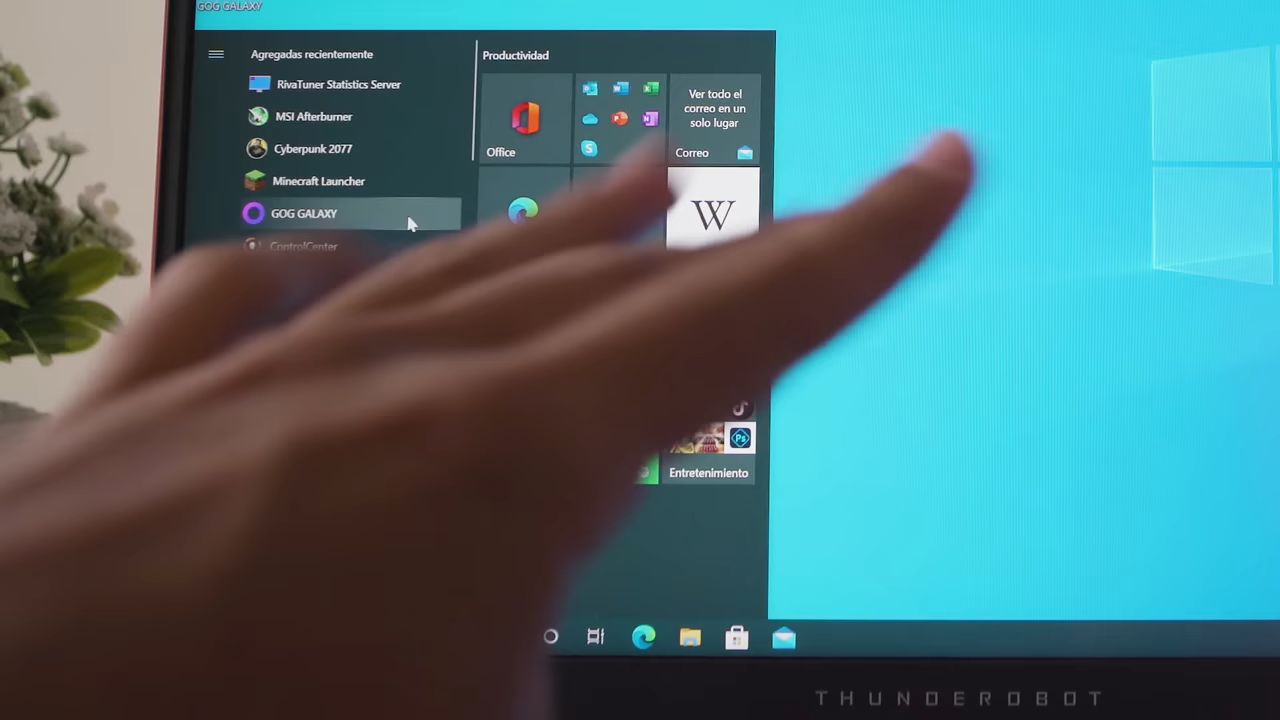 GOG GALAXY
Agregadas recientemente
RivaTuner Statistics Server
MSI Afterburner
Cyberpunk 2077
Minecraft Launcher
GOG GALAXY
ControlCenter
Productividad
Office
Ver todo el
correo en un
solo lugar
Correo
W
Ps
Entretenimiento
THUNDEROBOT